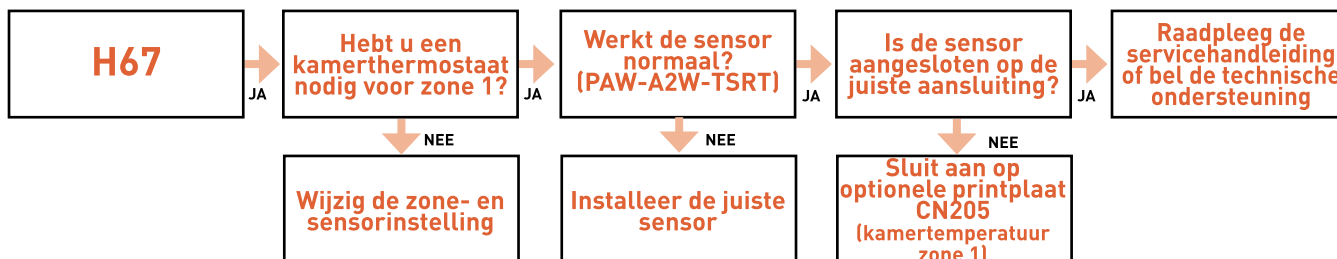 H67
JA
Hebt u een
kamerthermostaat
nodig voor zone 1?
JA
Werkt de sensor
normaal?
(PAW-A2W-TSRT)
JA
Is de sensor
aangesloten op de
juiste aansluiting?
JA
Raadpleeg de
servicehandleiding
of bel de technische
ondersteuning
NEE
Wijzig de zone- en
sensorinstelling
NEE
Installeer de juiste
sensor
NEE
Sluit aan op
optionele printplaat
CN205
(kamertemperatuur
zone 1)